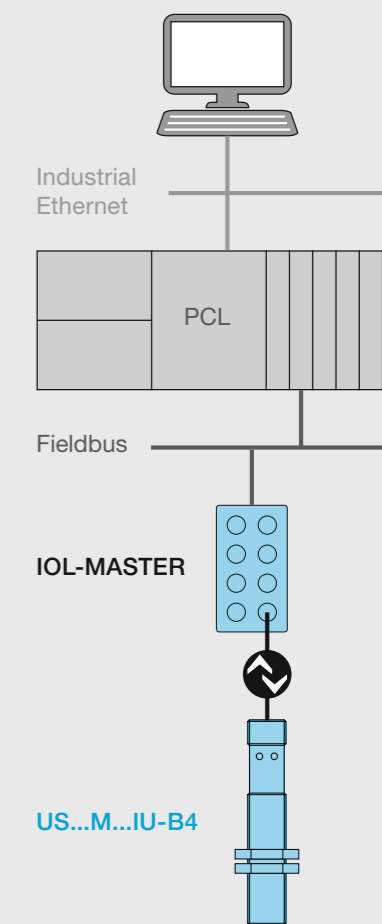 Industrial
Ethernet
PCL
Fieldbus
IOL-MASTER
US...M...IU-B4